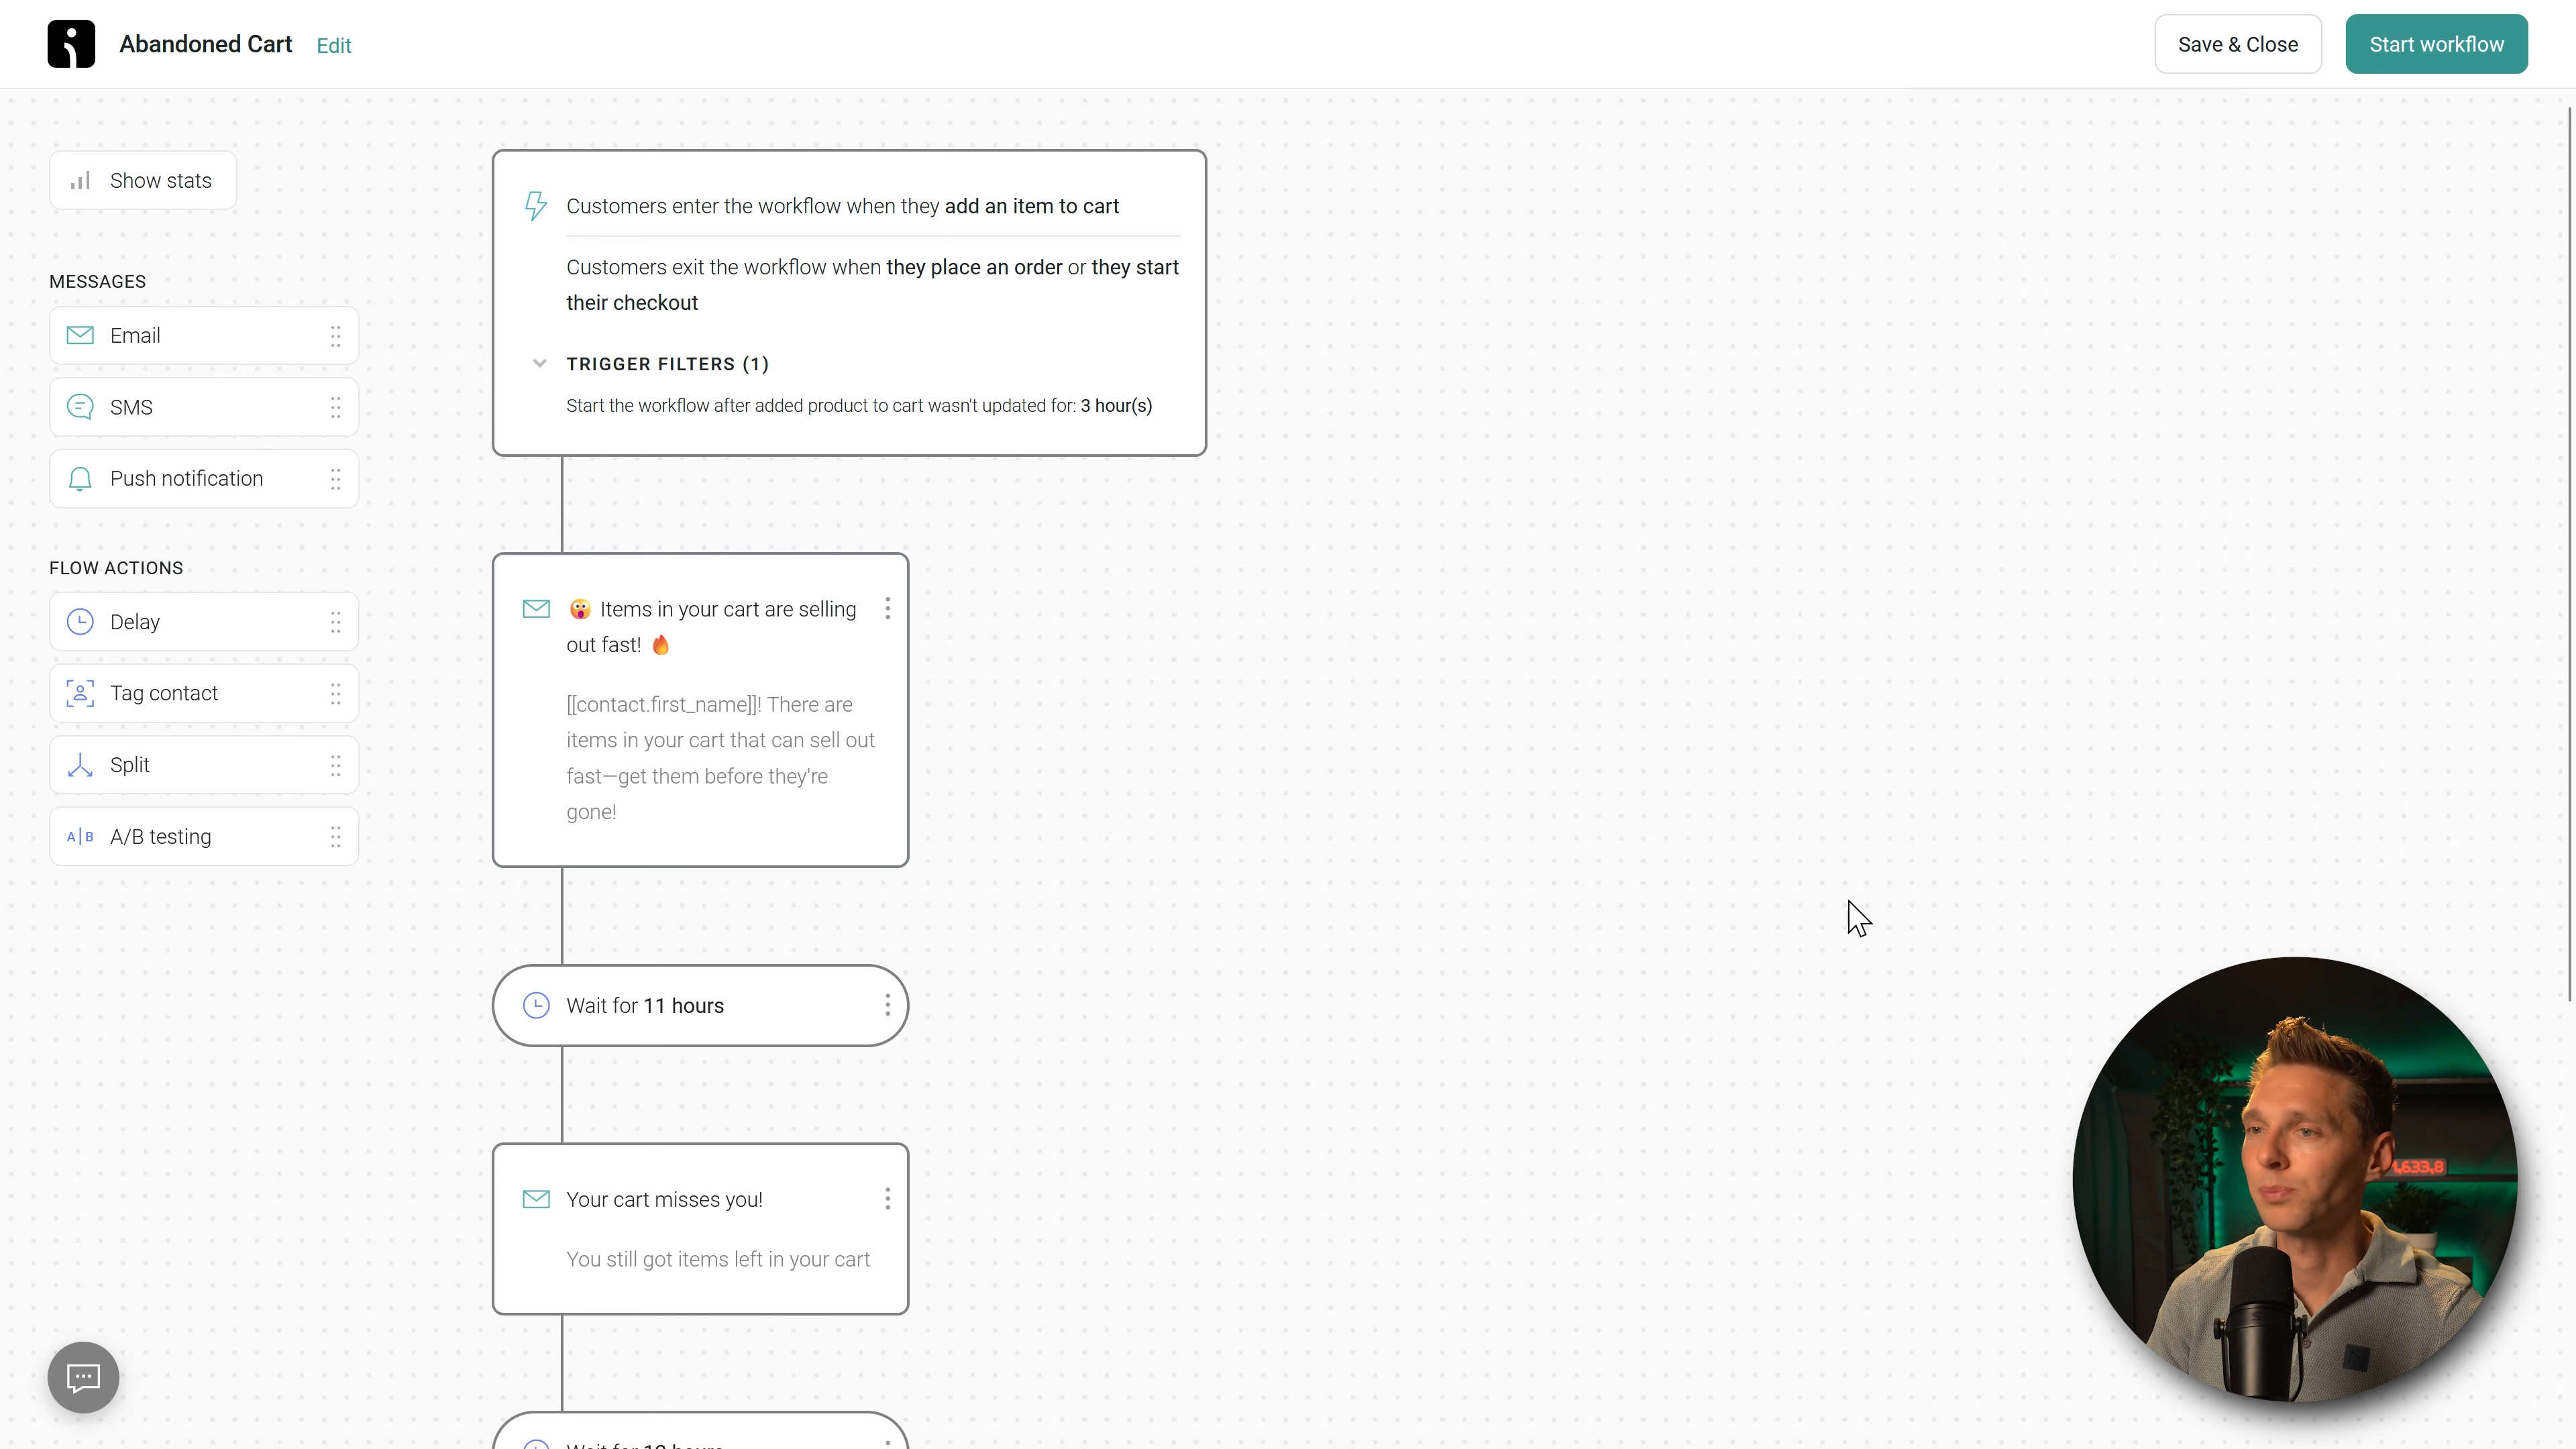 Abandoned Cart Edit
Save & Close
Start workflow
Show stats
MESSAGES
Email
SMS
Push notification
FLOW ACTIONS
Delay
Tag contact
Split
A|B A/B testing
Customers enter the workflow when they add an item to cart
Customers exit the workflow when they place an order or they start
their checkout
TRIGGER FILTERS (1)
Start the workflow after added product to cart wasn't updated for: 3 hour(s)
😲 Items in your cart are selling
out fast! 🔥
[[contact.first_name]]! There are
items in your cart that can sell out
fast—get them before they're
gone!
Wait for 11 hours
Your cart misses you!
You still got items left in your cart
Wait for
1,633,8